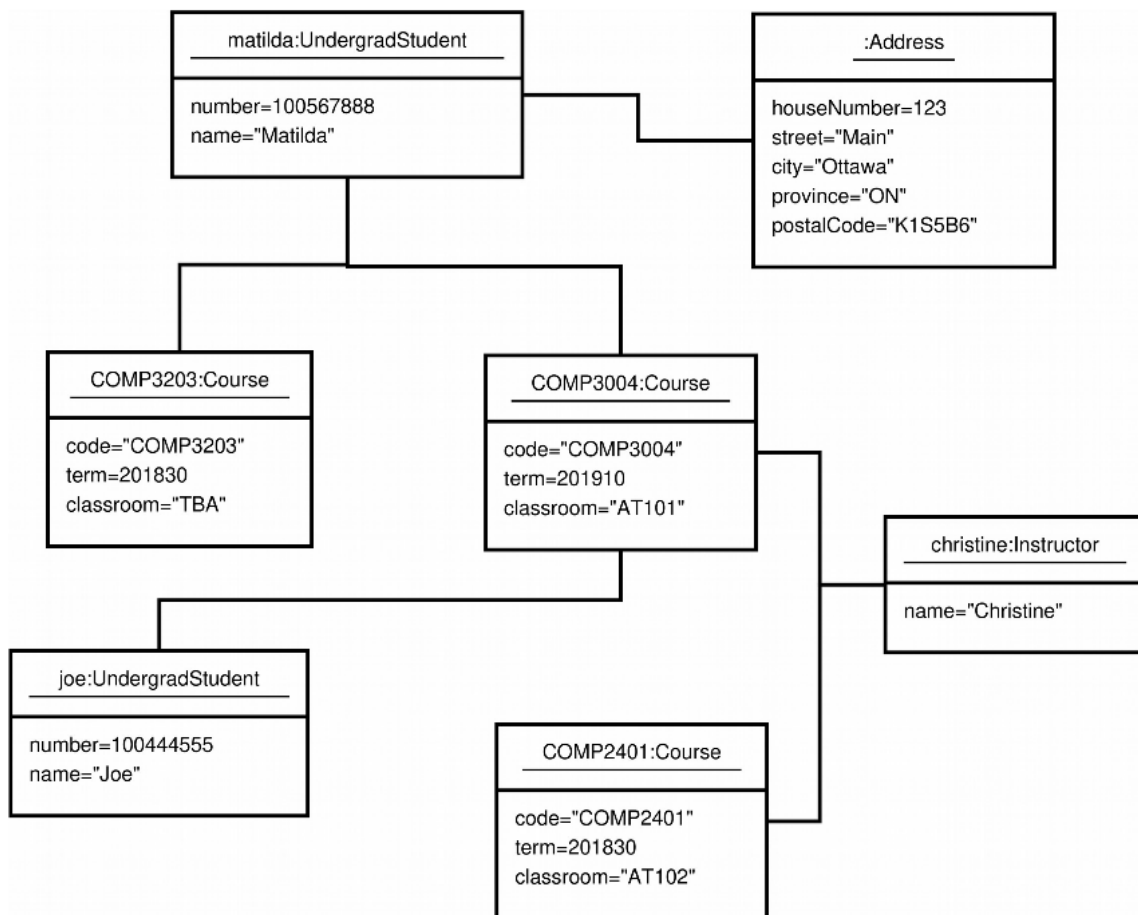 matilda:UndergradStudent
number=100567888
name="Matilda"
:Address
houseNumber=123
street="Main"
city="Ottawa"
province="ON"
postalCode="K1S5B6"
COMP3203:Course
code="COMP3203"
term=201830
classroom="TBA"
COMP3004:Course
code="COMP3004"
term=201910
classroom="AT101"
christine:Instructor
name="Christine"
joe:UndergradStudent
number=100444555
name="Joe"
COMP2401:Course
code="COMP2401"
term=201830
classroom="AT102"